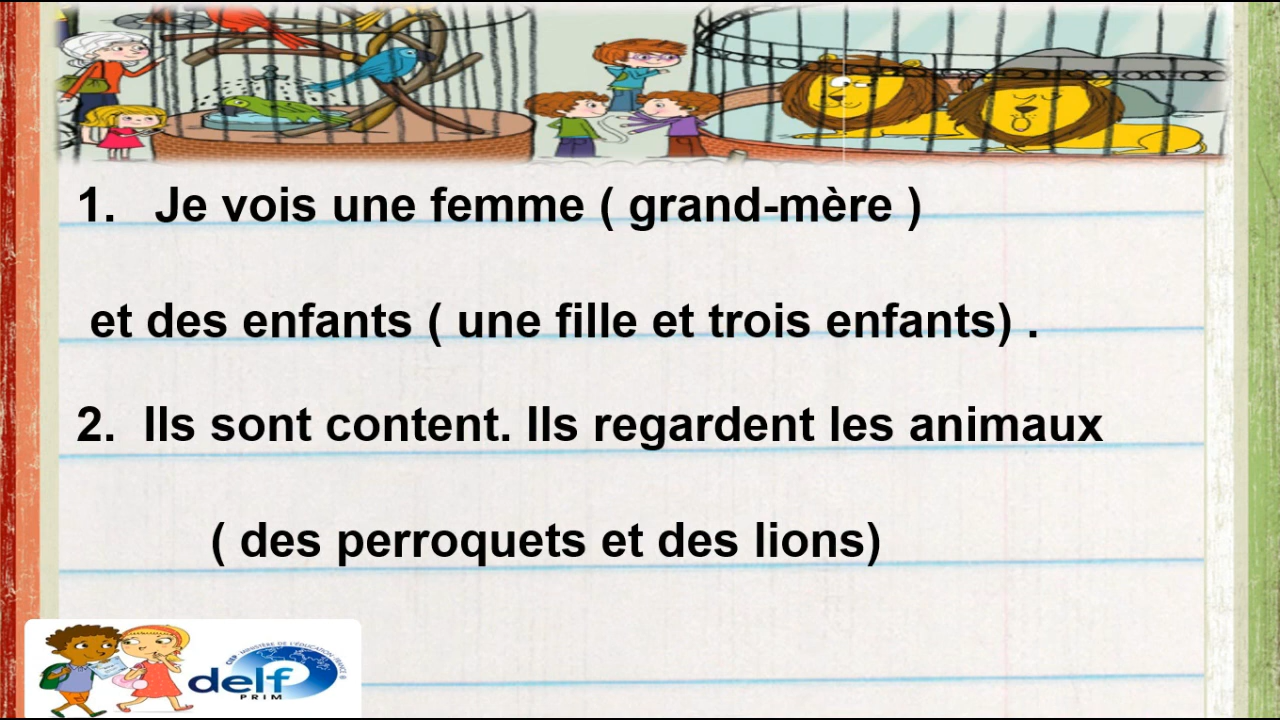 1. Je vois une femme ( grand-mère )
et des enfants ( une fille et trois enfants) .
2. Ils sont content. Ils regardent les animaux
( des perroquets et des lions)
delf
PRIM